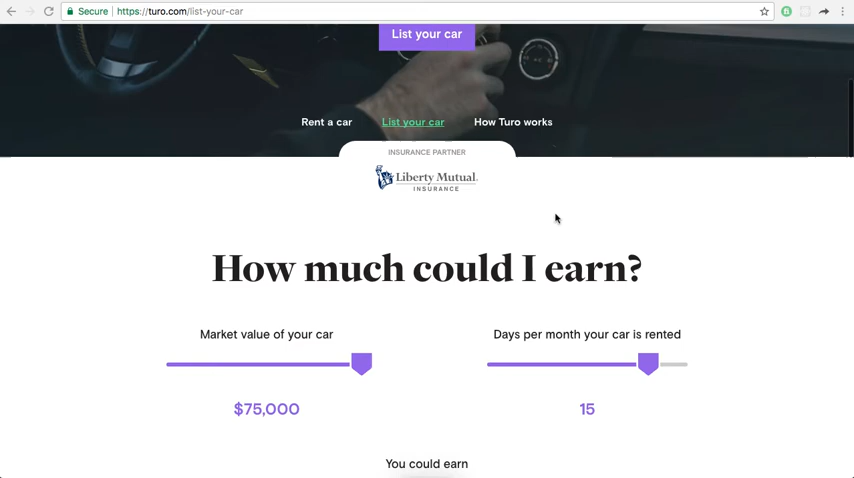 Secure https://turo.com/list-your-car
List your car
Rent a car List your car How Turo works
INSURANCE PARTNER
Liberty Mutual.
INSURANCE
How much could I earn?
Market value of your car Days per month your car is rented
$75,000 15
You could earn